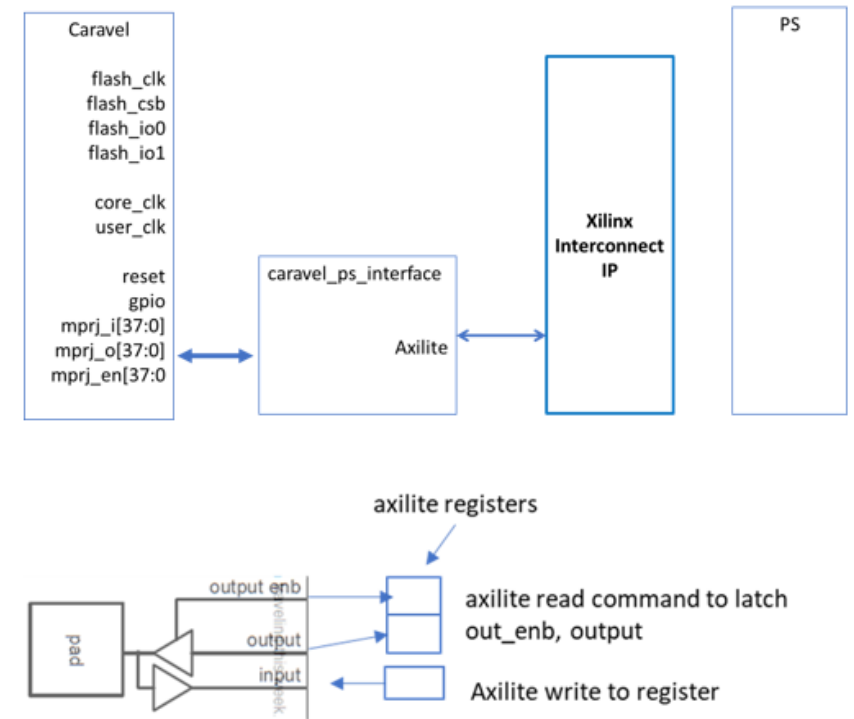 Caravel
flash_clk
flash_csb
flash_io0
flash_io1
core_clk
user_clk
reset
gpio
mprj_i[37:0]
mprj_o[37:0]
mprj_en[37:0
caravel_ps_interface
Axilite
Xilinx
Interconnect
IP
PS
axilite registers
output enb
output
input
pad
axilite read command to latch
out_enb, output
Axilite write to register